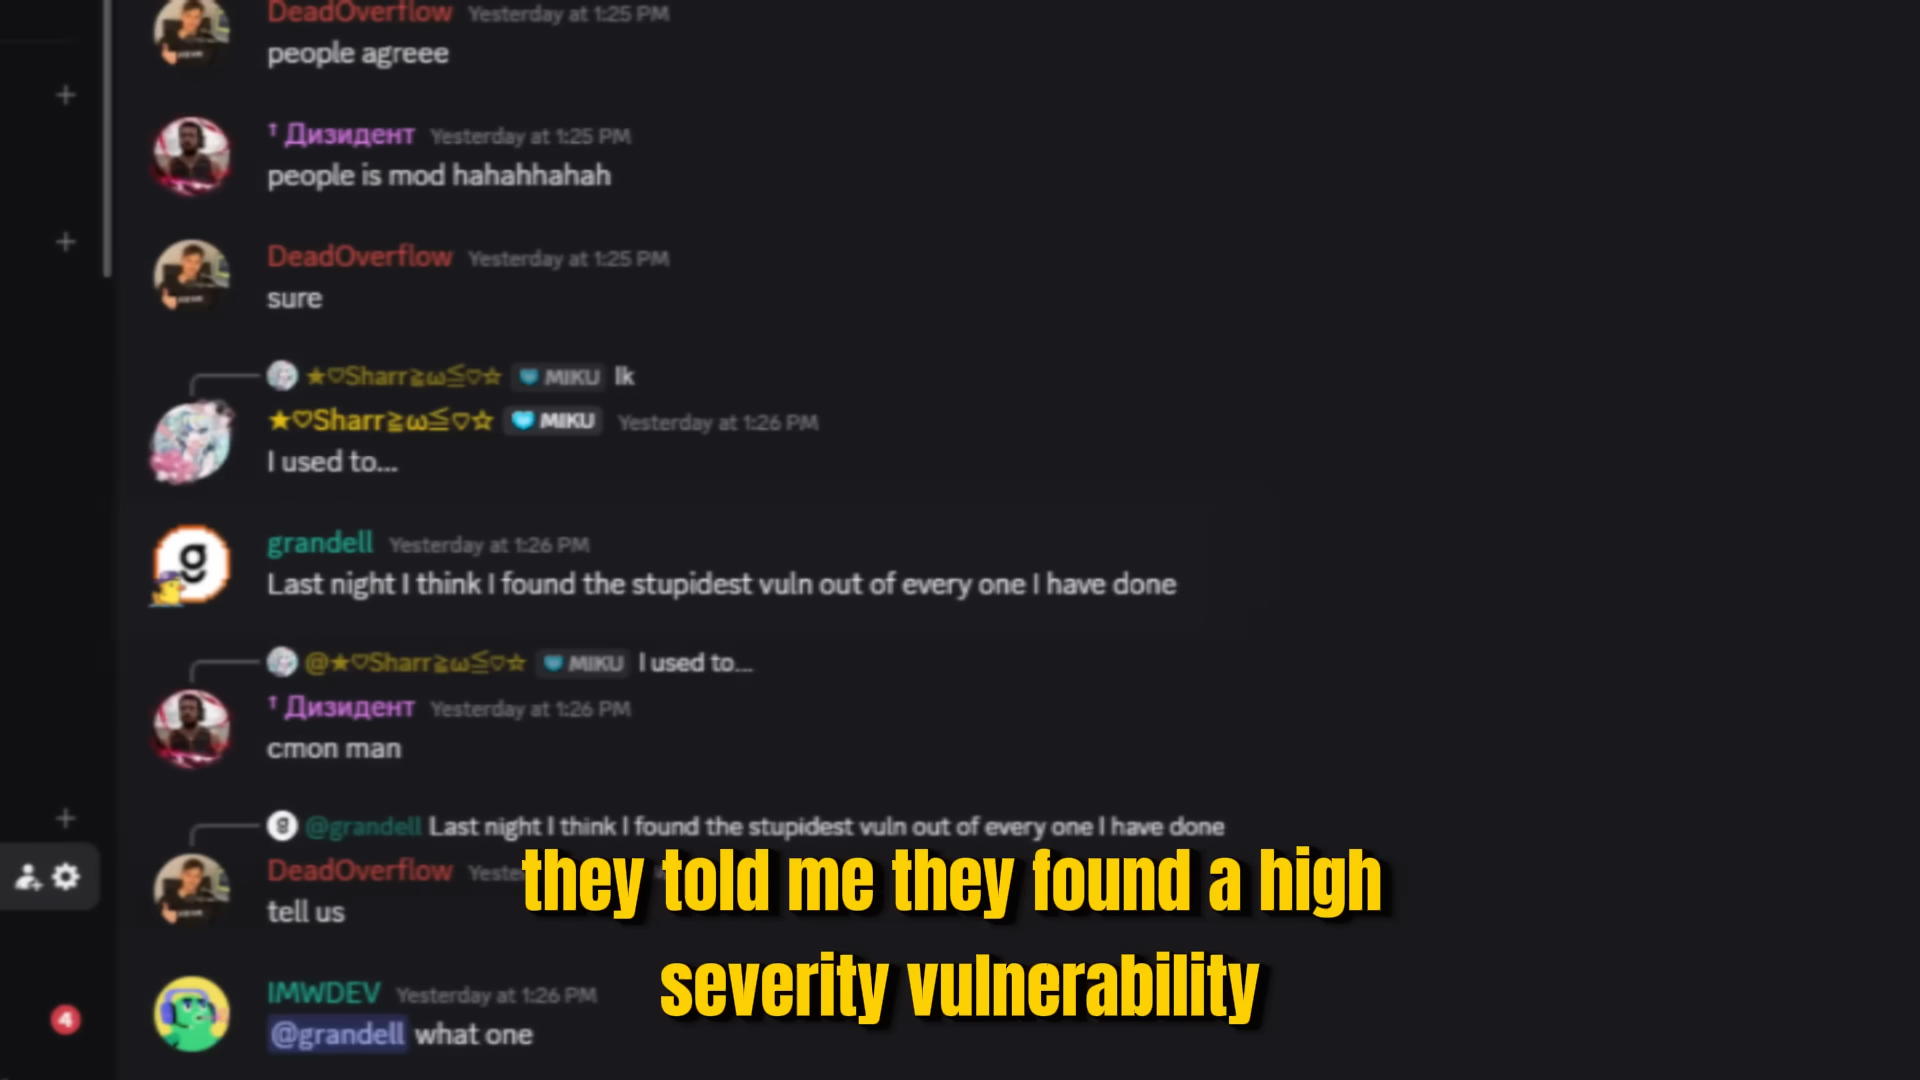 DeadOverflow Yesterday at 1:25 PM
people agreee
† Дизидент Yesterday at 1:25 PM
people is mod hahahhahah
DeadOverflow Yesterday at 1:25 PM
sure
★♡Sharr≧ω≦♡☆ MIKU Ik
★♡Sharr≧ω≦♡☆ MIKU Yesterday at 1:26 PM
I used to...
grandell Yesterday at 1:26 PM
Last night I think I found the stupidest vuln out of every one I have done
@★♡Sharr≧ω≦♡☆ MIKU I used to...
† Дизидент Yesterday at 1:26 PM
cmon man
@grandell Last night I think I found the stupidest vuln out of every one I have done
DeadOverflow
tell us
they told me they found a high
severity vulnerability
IMWDEV Yesterday at 1:26 PM
@grandell what one
4